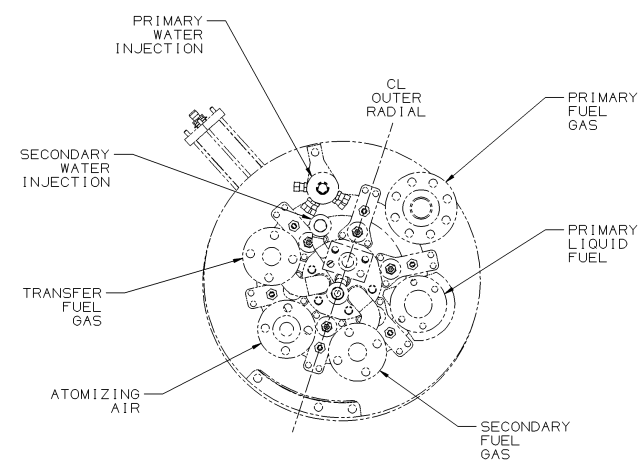 PRIMARY
WATER
INJECTION
CL
OUTER
RADIAL
PRIMARY
FUEL
GAS
SECONDARY
WATER
INJECTION
PRIMARY
LIQUID
FUEL
TRANSFER
FUEL
GAS
ATOMIZING
AIR
SECONDARY
FUEL
GAS